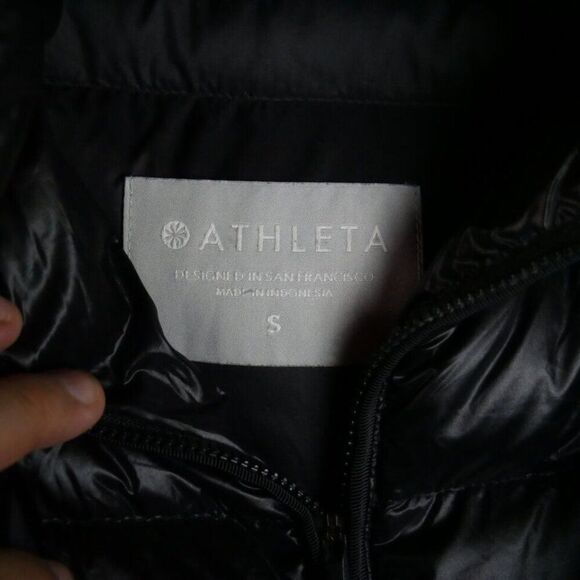 ATHLETA
DESIGNED IN SAN FRANCISCO
MADE IN INDONESIA
S